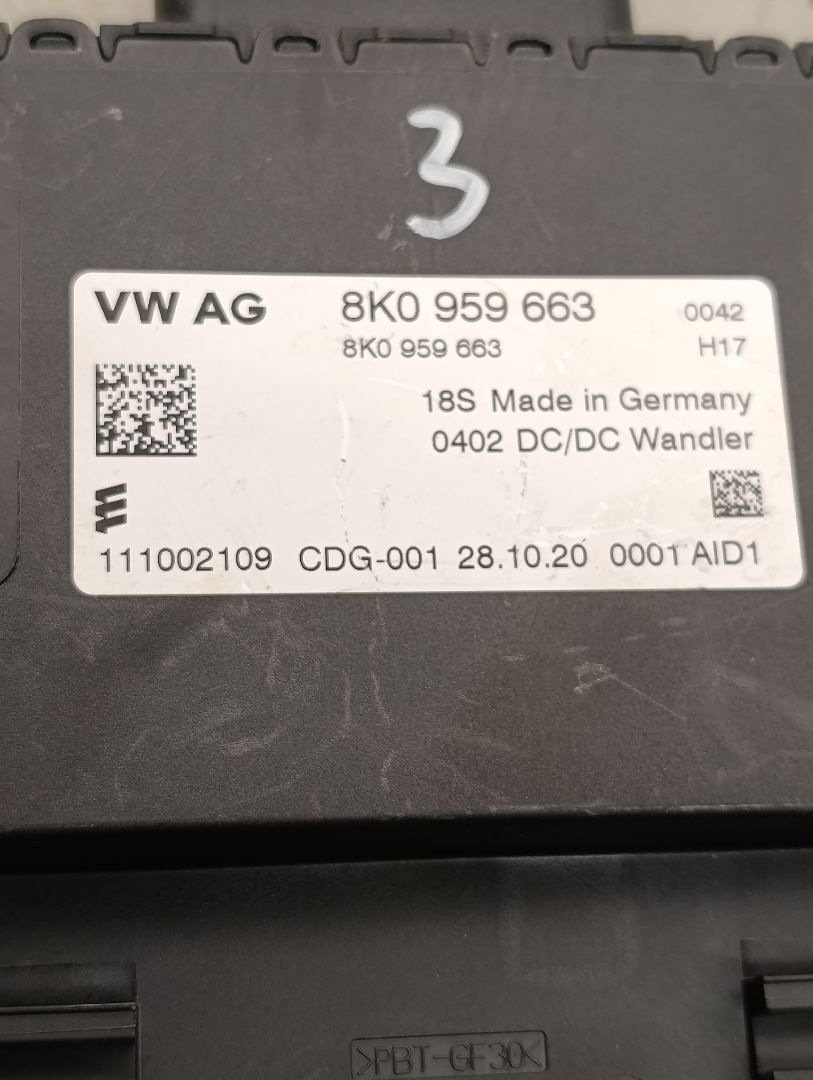 3
VW AG 8K0 959 663 0042
8K0 959 663 H17
18S Made in Germany
0402 DC/DC Wandler
111002109 CDG-001 28.10.20 0001 AID1
>PBT-GF30<